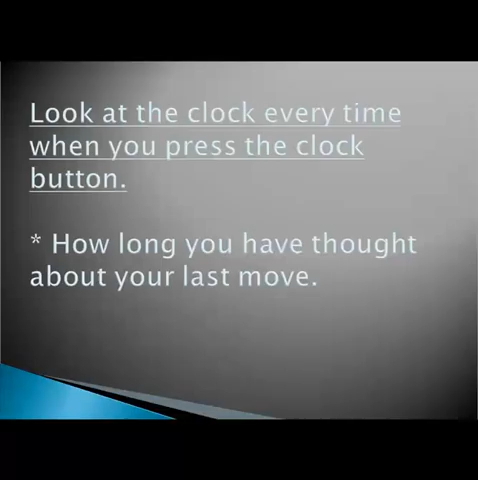 Look at the clock every time
when you press the clock
button.
* How long you have thought
about your last move.